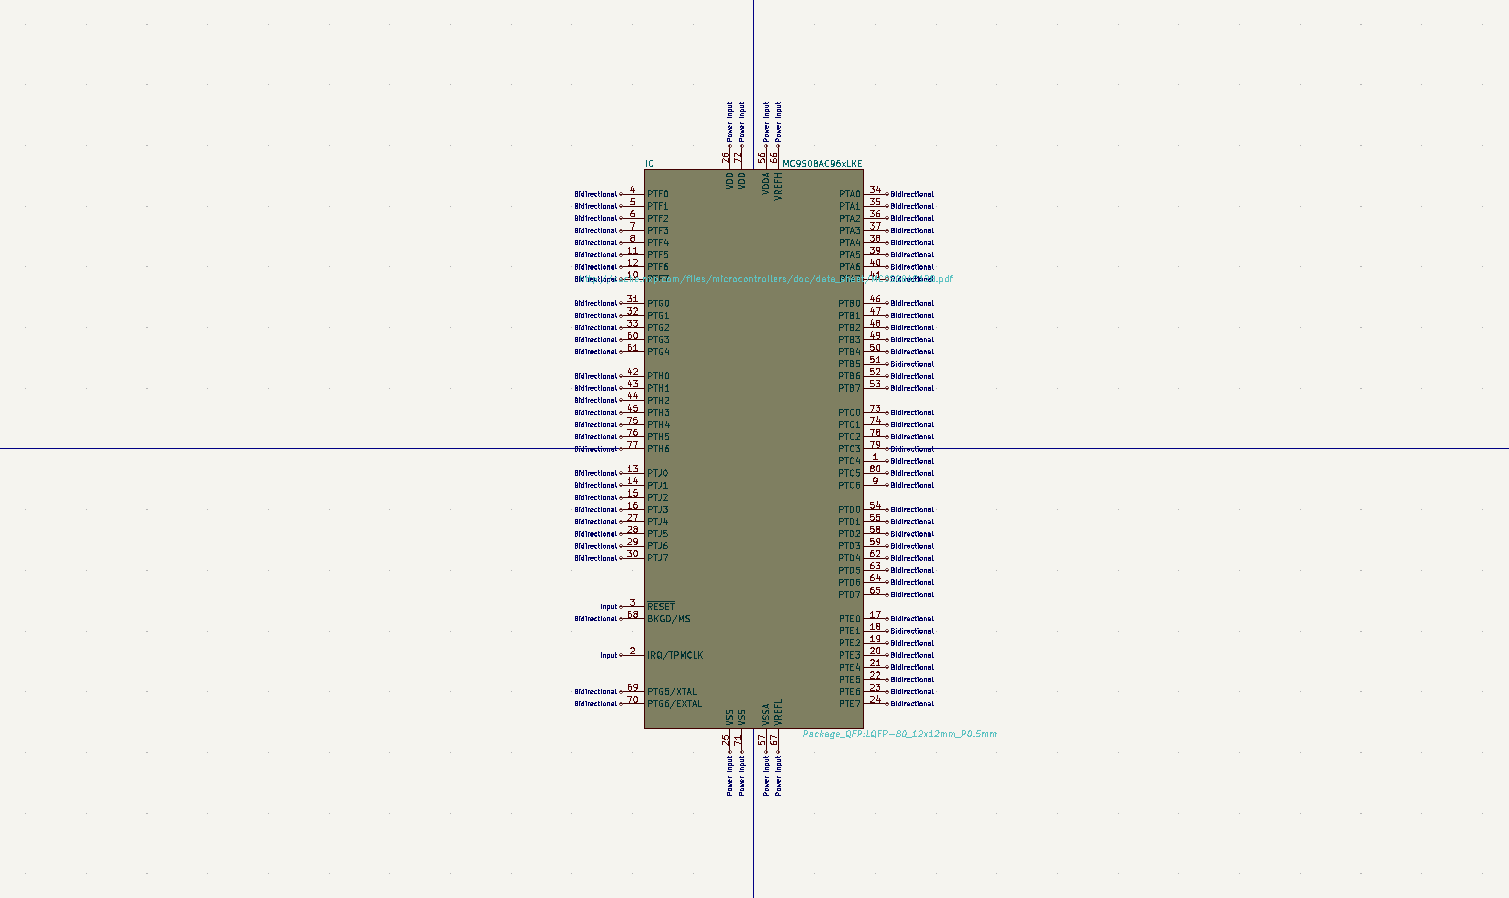 Power Input Power Input Power Input Power Input
26 72 56 66
IC MC9S08AC96xLKE
VDD VDD VDDA VREFH
Bidirectional 4 PTF0 PTA0 34 Bidirectional
Bidirectional 5 PTF1 PTA1 35 Bidirectional
Bidirectional 6 PTF2 PTA2 36 Bidirectional
Bidirectional 7 PTF3 PTA3 37 Bidirectional
Bidirectional 8 PTF4 PTA4 38 Bidirectional
Bidirectional 11 PTF5 PTA5 39 Bidirectional
Bidirectional 12 PTF6 PTA6 40 Bidirectional
Bidirectional 10 PTF7 41 Bidirectional
/files/microcontrollers/doc/data_
Bidirectional 31 PTG0 PTB0 46 Bidirectional
Bidirectional 32 PTG1 PTB1 47 Bidirectional
Bidirectional 33 PTG2 PTB2 48 Bidirectional
Bidirectional 60 PTG3 PTB3 49 Bidirectional
Bidirectional 61 PTG4 PTB4 50 Bidirectional
PTB5 51 Bidirectional
Bidirectional 42 PTH0 PTB6 52 Bidirectional
Bidirectional 43 PTH1 PTB7 53 Bidirectional
Bidirectional 44 PTH2
Bidirectional 45 PTH3 PTC0 73 Bidirectional
Bidirectional 75 PTH4 PTC1 74 Bidirectional
Bidirectional 76 PTH5 PTC2 78 Bidirectional
Bidirectional 77 PTH6 PTC3 79 Bidirectional
PTC4 1 Bidirectional
Bidirectional 13 PTJ0 PTC5 80 Bidirectional
Bidirectional 14 PTJ1 PTC6 9 Bidirectional
Bidirectional 15 PTJ2
Bidirectional 16 PTJ3 PTD0 54 Bidirectional
Bidirectional 27 PTJ4 PTD1 55 Bidirectional
Bidirectional 28 PTJ5 PTD2 58 Bidirectional
Bidirectional 29 PTJ6 PTD3 59 Bidirectional
Bidirectional 30 PTJ7 PTD4 62 Bidirectional
PTD5 63 Bidirectional
PTD6 64 Bidirectional
PTD7 65 Bidirectional
Input 3 RESET
Bidirectional 68 BKGD/MS PTE0 17 Bidirectional
PTE1 18 Bidirectional
PTE2 19 Bidirectional
Input 2 IRQ/TPMCLK PTE3 20 Bidirectional
PTE4 21 Bidirectional
PTE5 22 Bidirectional
Bidirectional 69 PTG5/XTAL PTE6 23 Bidirectional
Bidirectional 70 PTG6/EXTAL PTE7 24 Bidirectional
VSS VSS VSSA VREFL
Package_QFP:LQFP-80_12x12mm_P0.5mm
25 71 57 67
Power Input Power Input Power Input Power Input